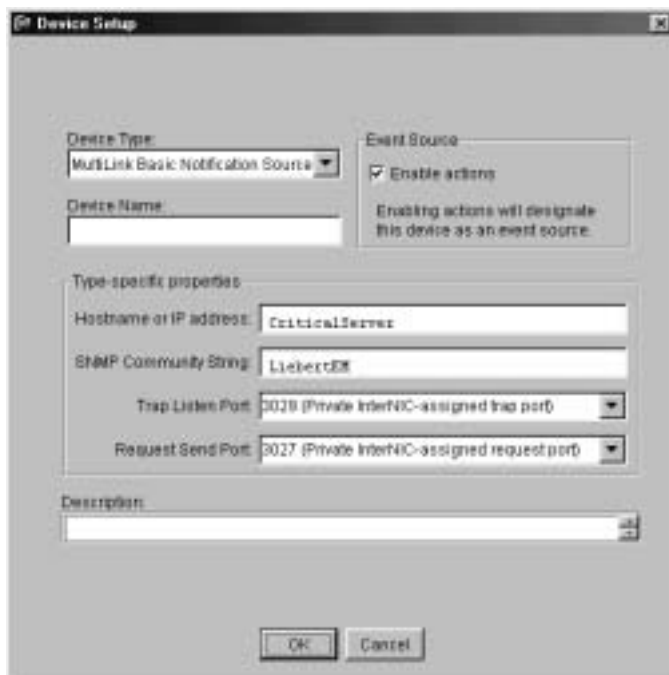 Device Setup
Device Type:
MultiLink Basic Notification Source
Event Source
Enable actions
Enabling actions will designate
this device as an event source.
Device Name:
Type-specific properties
Hostname or IP address:
CriticalServer
SNMP Community String:
LiebertEM
Trap Listen Port:
3028 (Private InterNIC-assigned trap port)
Request Send Port:
3027 (Private InterNIC-assigned request port)
Description:
OK
Cancel